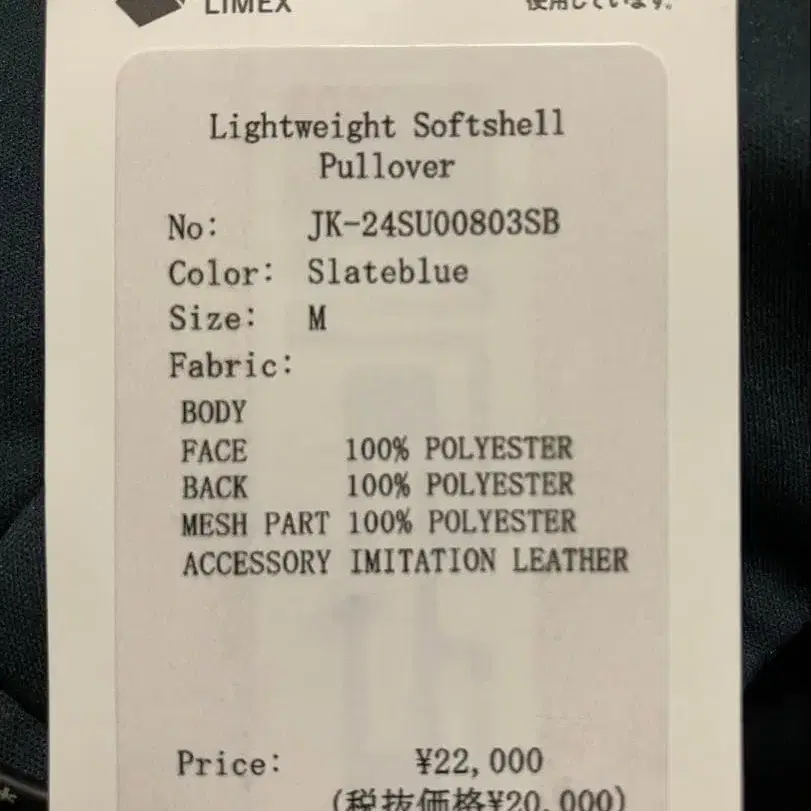 LIMEX 使用しています。
Lightweight Softshell
Pullover
No: JK-24SU00803SB
Color: Slateblue
Size: M
Fabric:
BODY
FACE 100% POLYESTER
BACK 100% POLYESTER
MESH PART 100% POLYESTER
ACCESSORY IMITATION LEATHER
Price: ¥22,000
(税抜価格¥20,000)